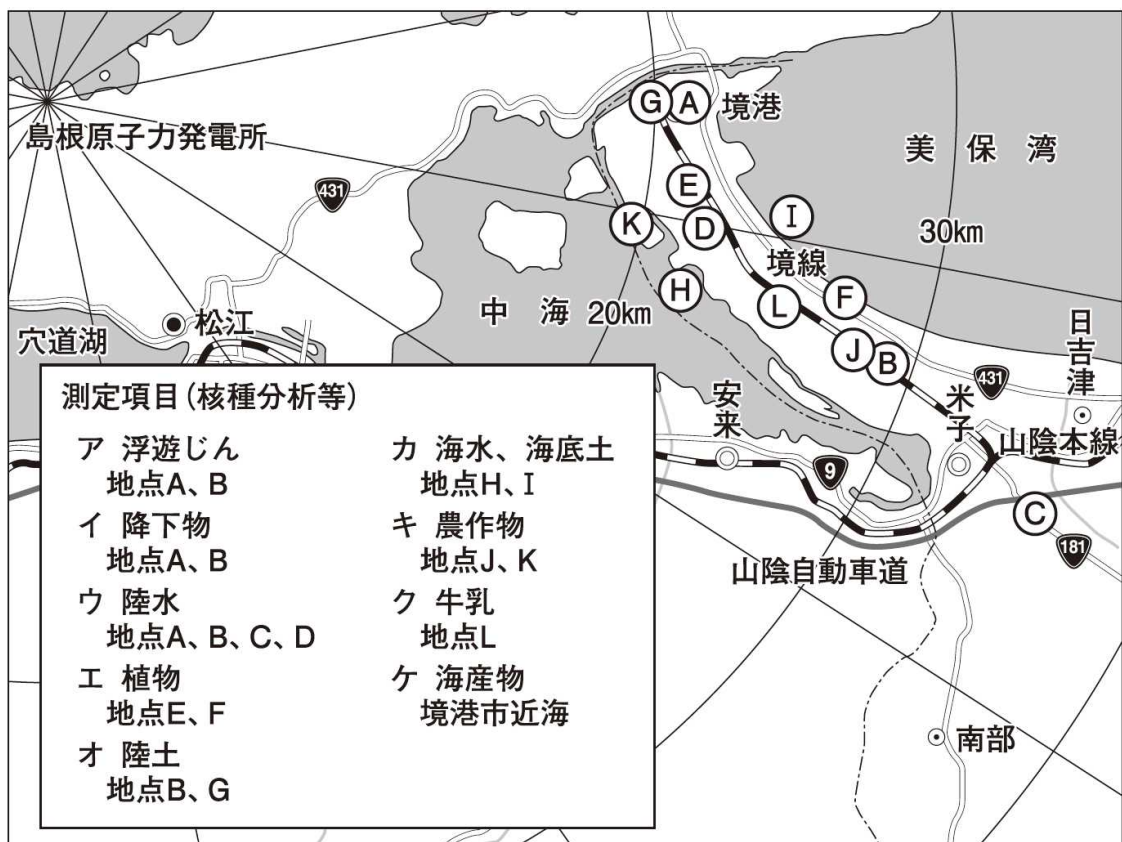 島根原子力発電所
G
A
境港
美保湾
431
E
K
D
I
30km
境線
H
F
中海
20km
L
穴道湖
松江
J
B
431
日吉津
安来
米子
山陰本線
9
C
181
山陰自動車道
南部
測定項目(核種分析等)
ア 浮遊じん
地点A、B
イ 降下物
地点A、B
ウ 陸水
地点A、B、C、D
エ 植物
地点E、F
オ 陸土
地点B、G
カ 海水、海底土
地点H、I
キ 農作物
地点J、K
ク 牛乳
地点L
ケ 海産物
境港市近海